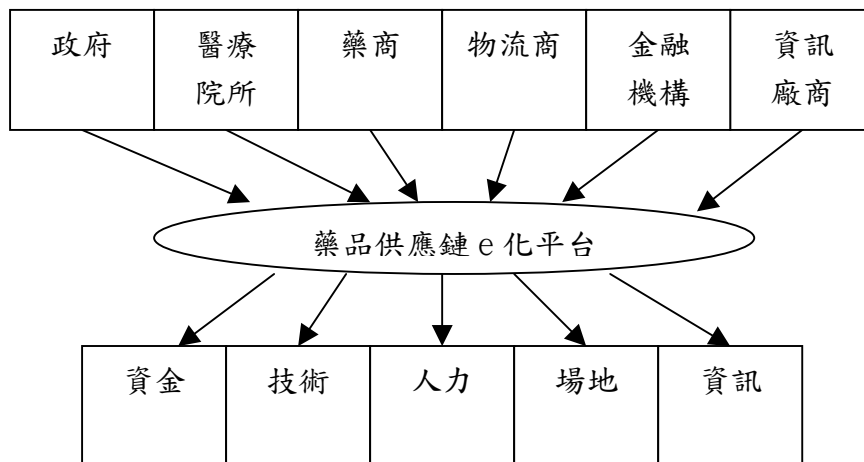 政府
醫療
院所
藥商
物流商
金融
機構
資訊
廠商
藥品供應鏈e化平台
資金
技術
人力
場地
資訊